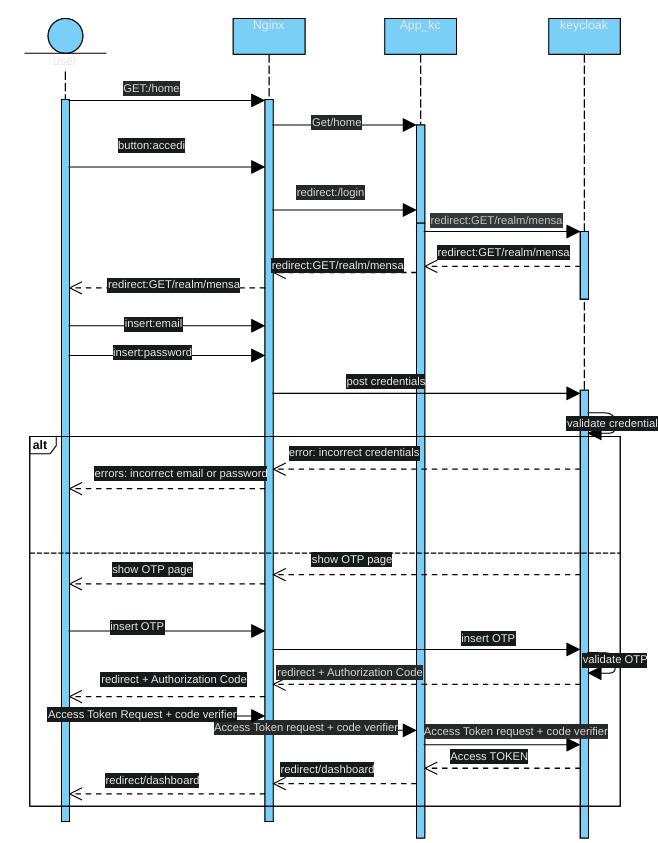 user
Nginx
App_kc
keycloak
GET:/home
Get/home
button:accedi
redirect:/login
redirect:GET/realm/mensa
redirect:GET/realm/mensa
redirect:GET/realm/mensa
redirect:GET/realm/mensa
insert:email
insert:password
post credentials
validate credential
alt
error: incorrect credentials
errors: incorrect email or password
show OTP page
show OTP page
insert OTP
insert OTP
validate OTP
redirect + Authorization Code
redirect + Authorization Code
Access Token Request + code verifier
Access Token request + code verifier
Access Token request + code verifier
Access TOKEN
redirect/dashboard
redirect/dashboard